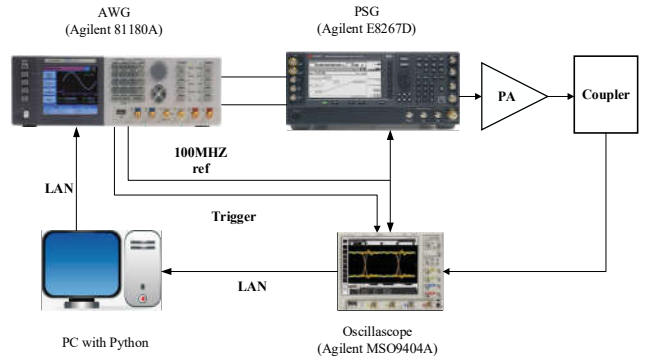 AWG
(Agilent 81180A)
PSG
(Agilent E8267D)
PA
Coupler
100MHZ
ref
LAN
Trigger
LAN
PC with Python
Oscillascope
(Agilent MSO9404A)